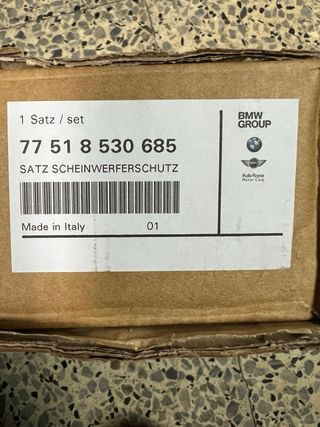 1 Satz / set
77 51 8 530 685
SATZ SCHEINWERFERSCHUTZ
Made in Italy 01
BMW
GROUP
Rolls-Royce
Motor Cars